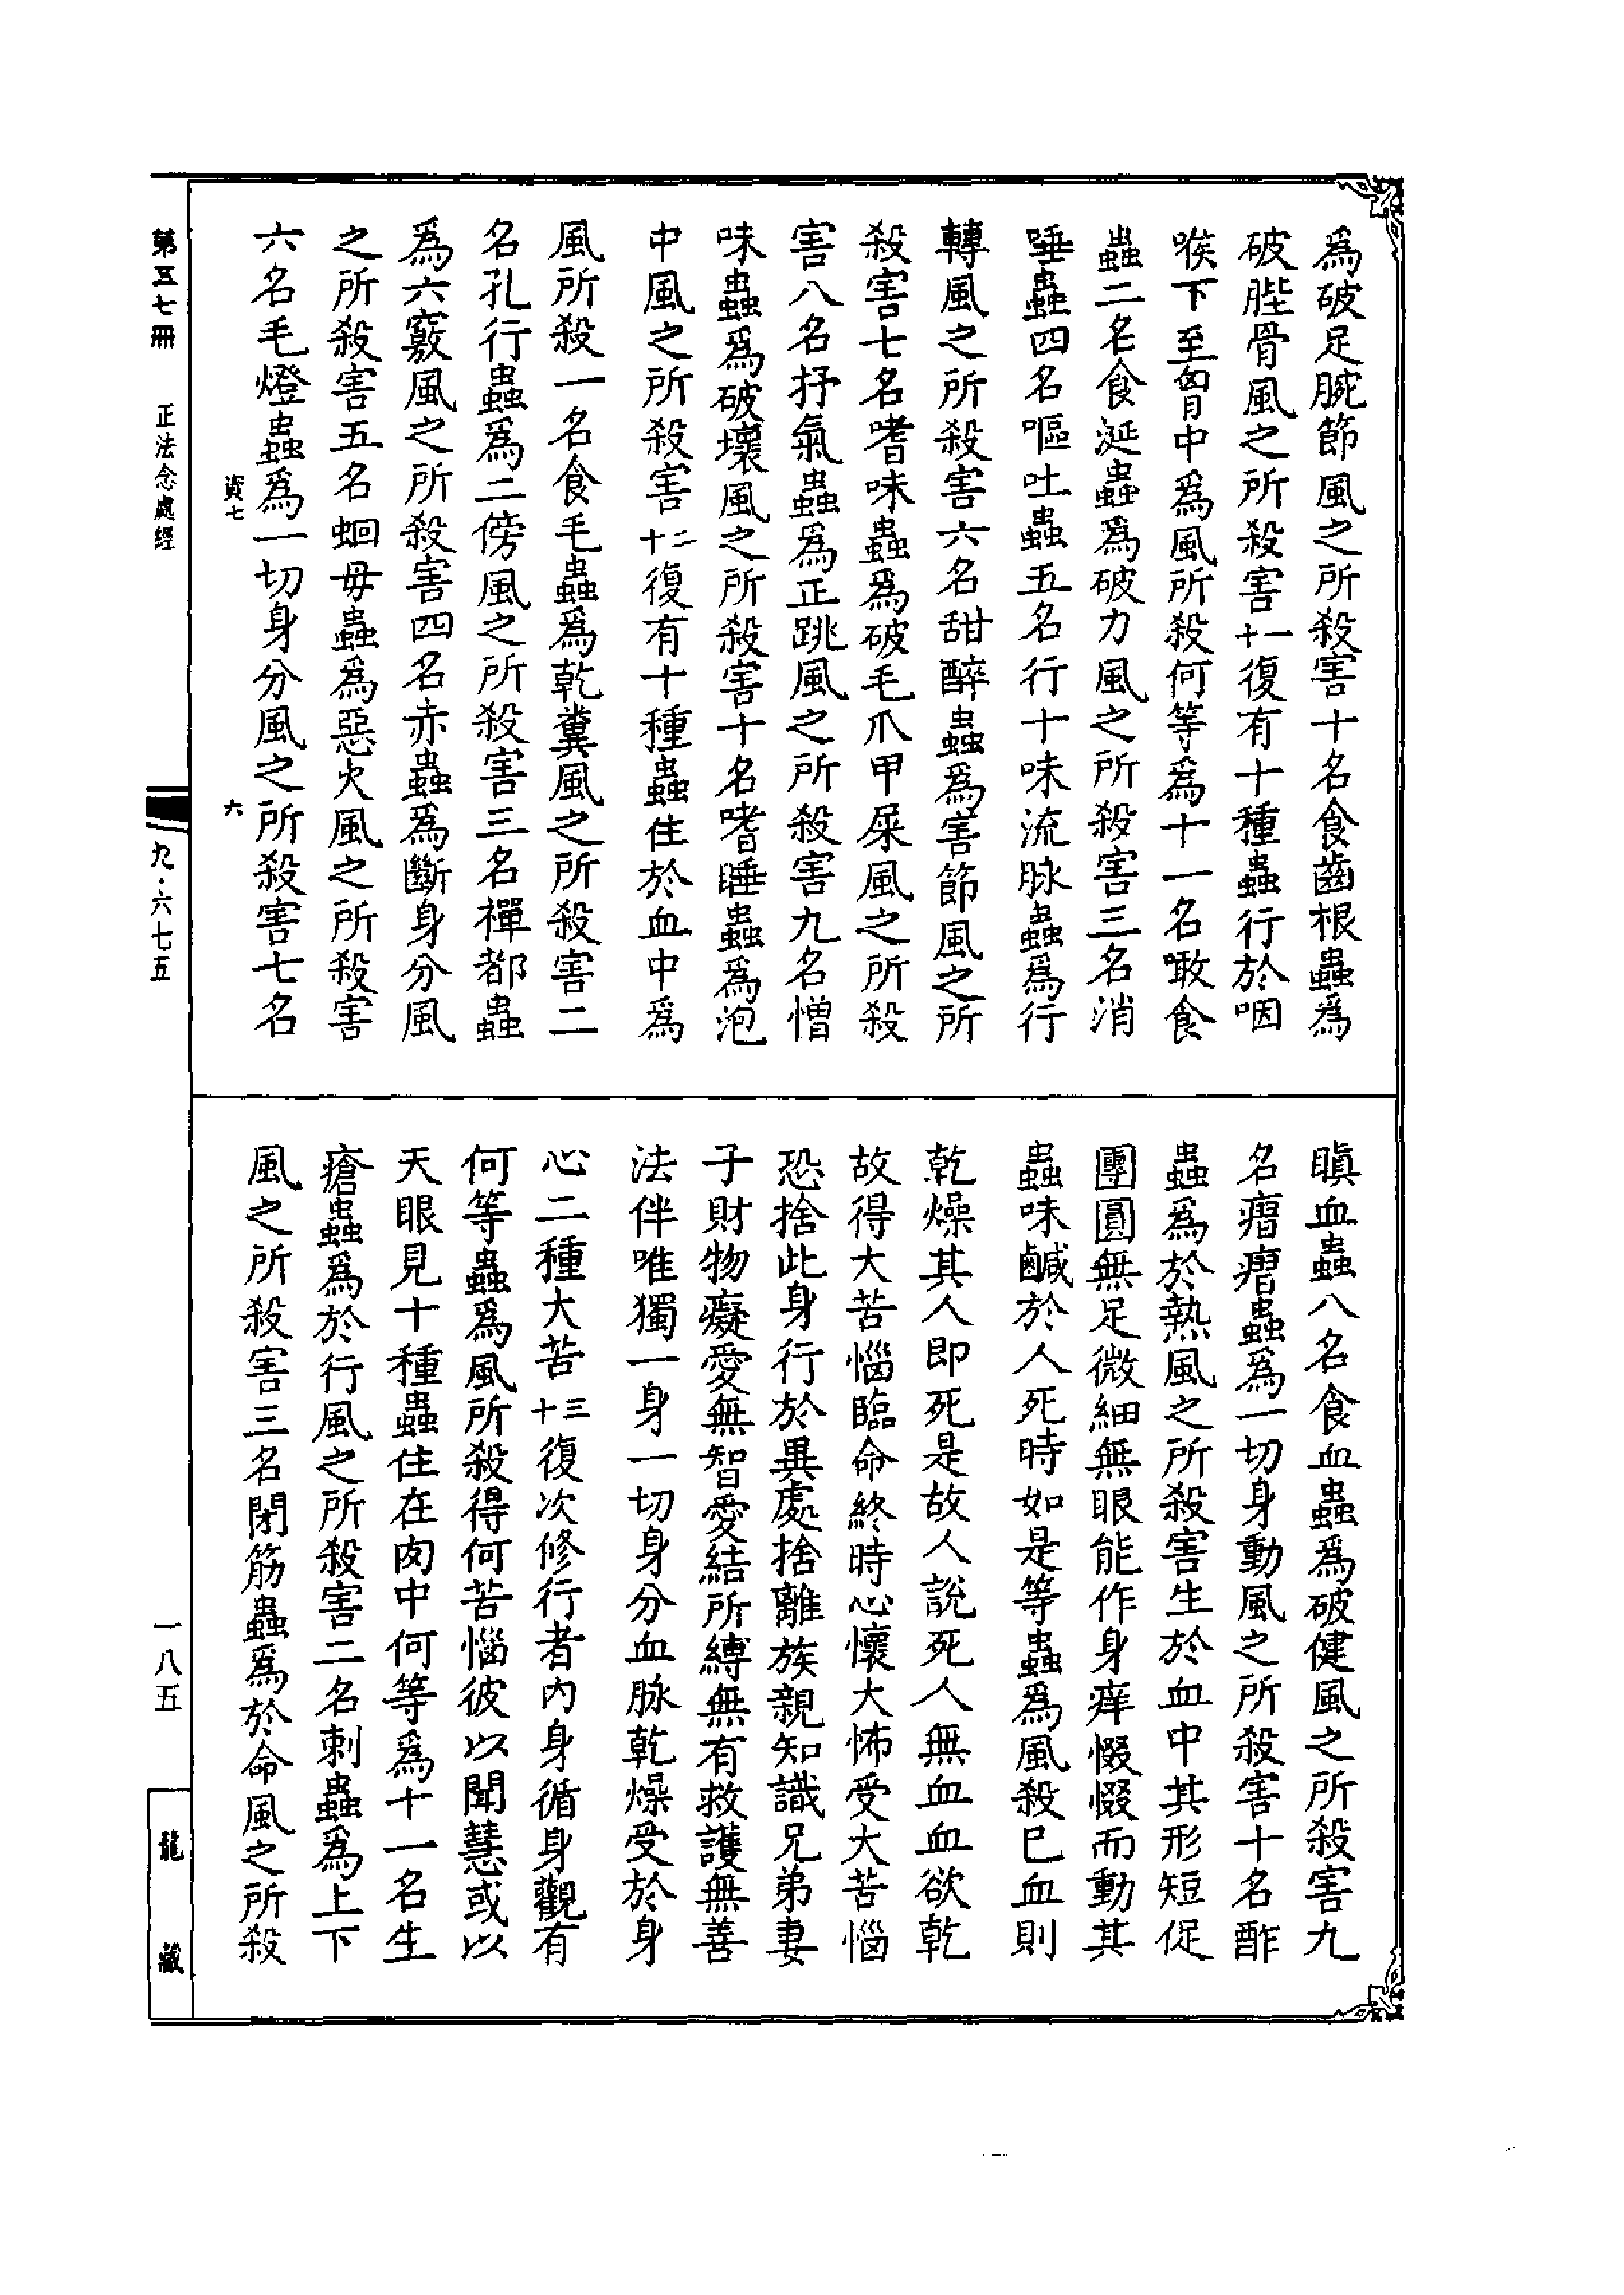 爲破足腕節風之所殺害十名食齒根蟲爲
破髀骨風之所殺害十一復有十種蟲行於咽
喉下至匈月中爲風所殺何等爲十一名噉食
蟲二名食涎蟲爲破力風之所殺害三名消
唾蟲四名嘔吐蟲五名行十味流脉蟲爲行
轉風之所殺害六名甜醉蟲爲害節風之所
殺害七名嗜味蟲爲破毛爪甲屎風之所殺
害八名抒氣蟲爲正跳風之所殺害九名憎
味蟲爲破壞風之所殺害十名嗜睡蟲爲泡
中風之所殺害十二復有十種蟲住於血中爲
風所殺一名食毛蟲爲乾糞風之所殺害二
名孔行蟲爲二傍風之所殺害三名禪都蟲
爲六竅風之所殺害四名赤蟲爲斷身分風
之所殺害五名蛔毋蟲爲惡火風之所殺害
六名毛燈蟲爲一切身分風之所殺害七名
瞋血蟲八名食血蟲爲破健風之所殺害九
名㿊㿊蟲爲一切身動風之所殺害十名酢
蟲爲於熱風之所殺害生於血中其形短促
團圓無足微細無眼能作身痒惙惙而動其
蟲味鹹於人死時如是等蟲爲風殺已血則
乾燥其人即死是故人說死人無血血欲乾
故得大苦惱臨命終時心懷大怖受大苦惱
恐捨此身行於異處捨離族親知識兄弟妻
子財物癡愛無智愛結所縛無有救護無善
法伴唯獨一身一切身分血脉乾燥受於身
心二種大苦十三復次修行者內身循身觀有
何等蟲爲風所殺得何苦惱彼以聞慧或以
天眼見十種蟲住在肉中何等爲十一名生
瘡蟲爲於行風之所殺害二名刺蟲爲上下
風之所殺害三名閉筋蟲爲於命風之所殺
資七 六
第五七冊 正法念處經 九·六七五 一八五 龍藏